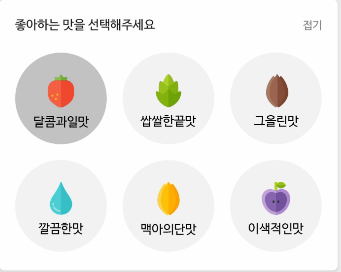 좋아하는 맛을 선택해주세요
접기
달콤과일맛
쌉쌀한끝맛
그을린맛
깔끔한맛
맥아의단맛
이색적인맛